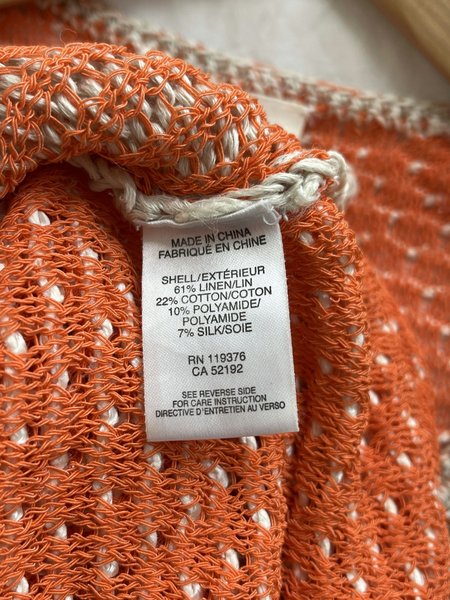 MADE IN CHINA
FABRIQUÉ EN CHINE
SHELL/EXTÉRIEUR
61% LINEN/LIN
22% COTTON/COTON
10% POLYAMIDE/
POLYAMIDE
7% SILK/SOIE
RN 119376
CA 52192
SEE REVERSE SIDE
FOR CARE INSTRUCTION
DIRECTIVE D'ENTRETIEN AU VERSO